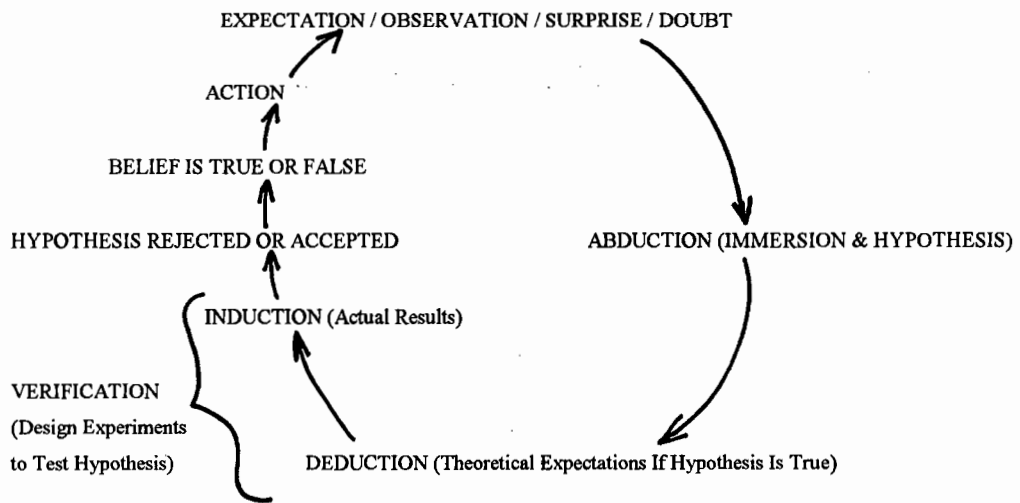 EXPECTATION / OBSERVATION / SURPRISE / DOUBT
ACTION
BELIEF IS TRUE OR FALSE
HYPOTHESIS REJECTED OR ACCEPTED
ABDUCTION (IMMERSION & HYPOTHESIS)
INDUCTION (Actual Results)
VERIFICATION
(Design Experiments
to Test Hypothesis)
DEDUCTION (Theoretical Expectations If Hypothesis Is True)